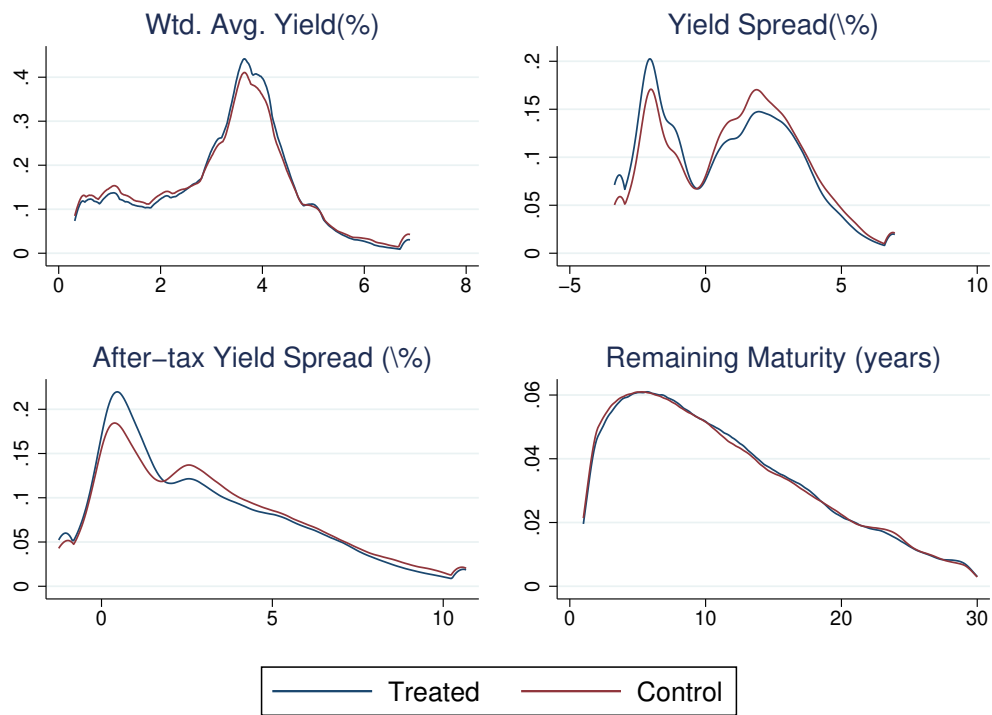 Wtd. Avg. Yield(%)
0 .1 .2 .3 .4
0 2 4 6 8
Yield Spread(\%)
0 .05 .1 .15 .2
−5 0 5 10
After−tax Yield Spread (\%)
0 .05 .1 .15 .2
0 5 10
Remaining Maturity (years)
0 .02 .04 .06
0 10 20 30
Treated Control